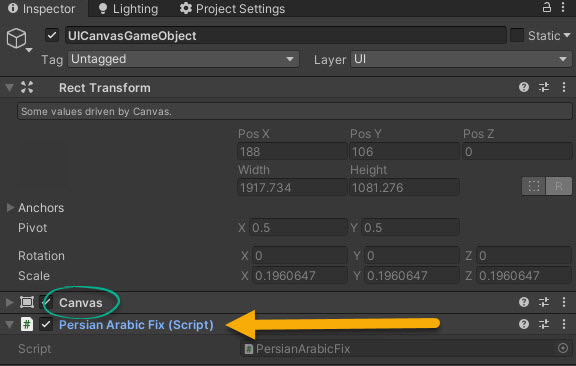 Inspector Lighting Project Settings
UICanvasGameObject Static
Tag Untagged Layer UI
Rect Transform
Some values driven by Canvas.
Pos X Pos Y Pos Z
188 106 0
Width Height
1917.734 1081.276 R
Anchors
Pivot X 0.5 Y 0.5
Rotation X 0 Y 0 Z 0
Scale X 0.1960647 Y 0.1960647 Z 0.1960647
Canvas
# Persian Arabic Fix (Script)
Script # PersianArabicFix